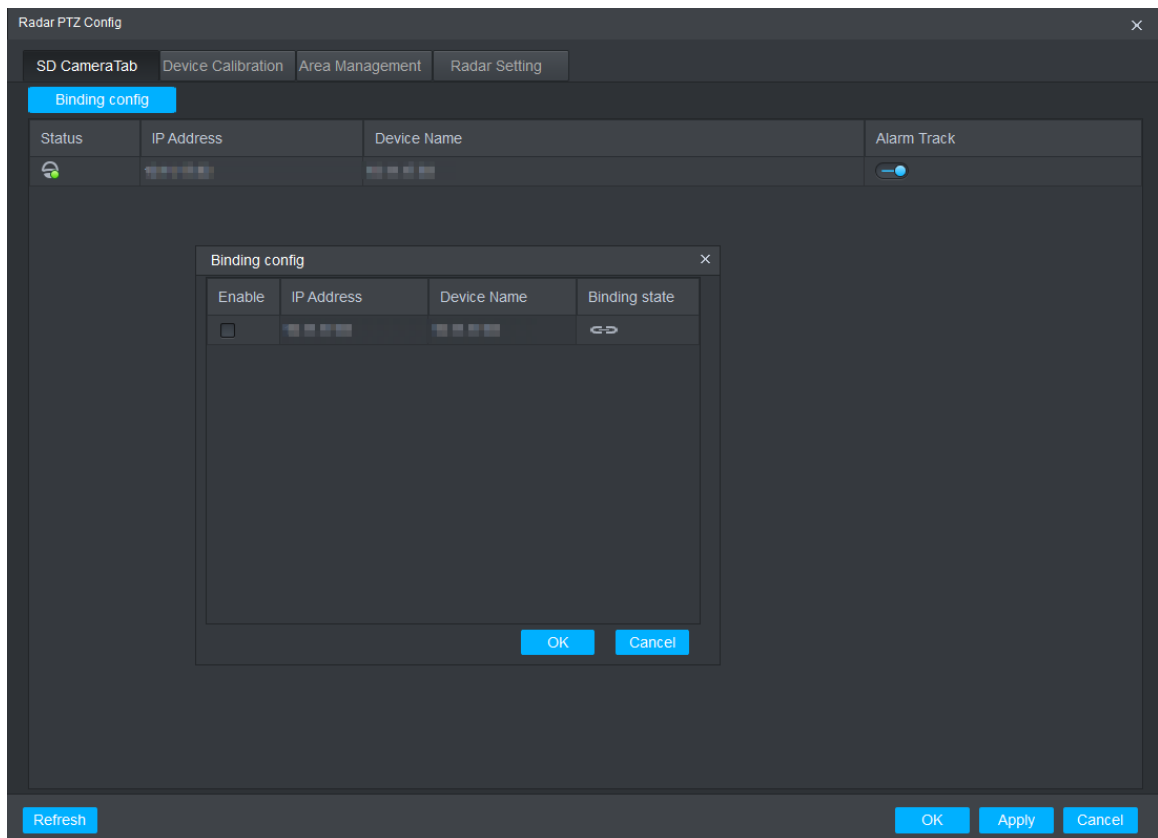 Radar PTZ Config
SD CameraTab Device Calibration Area Management Radar Setting
Binding config
Status IP Address Device Name Alarm Track
Binding config
Enable IP Address Device Name Binding state
OK Cancel
Refresh OK Apply Cancel